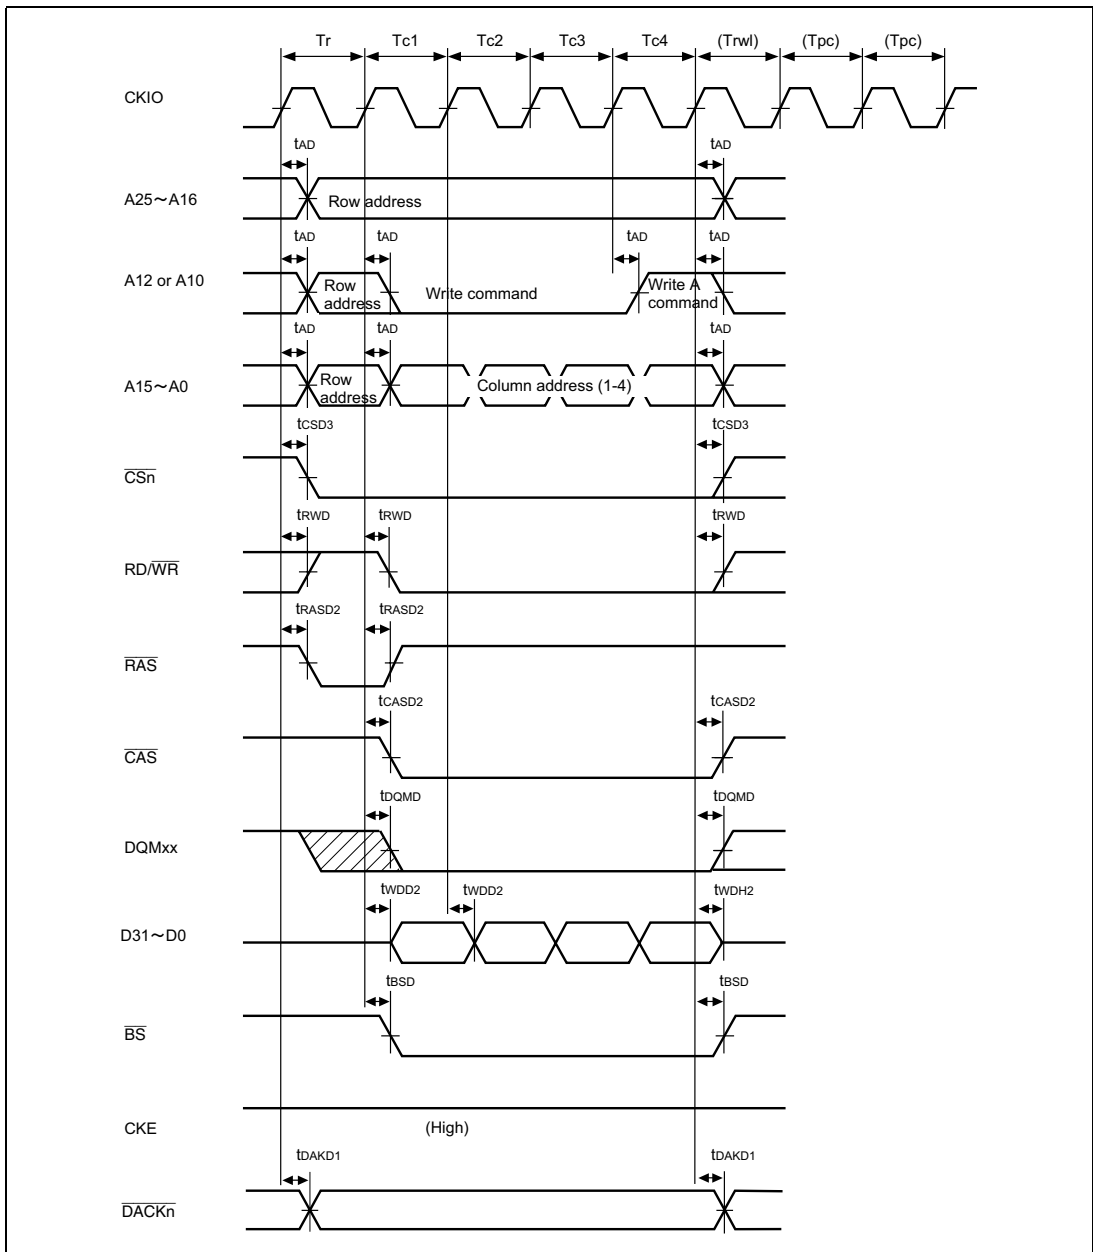 Tr Tc1 Tc2 Tc3 Tc4 (Trwl) (Tpc) (Tpc)
CKIO
tAD tAD
A25～A16 Row address
tAD tAD tAD tAD
A12 or A10 Row address Write command Write A command
tAD tAD tAD
A15～A0 Row address Column address (1-4)
tCSD3 tCSD3
CSn
tRWD tRWD tRWD
RD/WR
tRASD2 tRASD2
RAS
tCASD2 tCASD2
CAS
tDQMD tDQMD
DQMxx
tWDD2 tWDD2 tWDH2
D31～D0
tBSD tBSD
BS
CKE (High)
tDAKD1 tDAKD1
DACKn